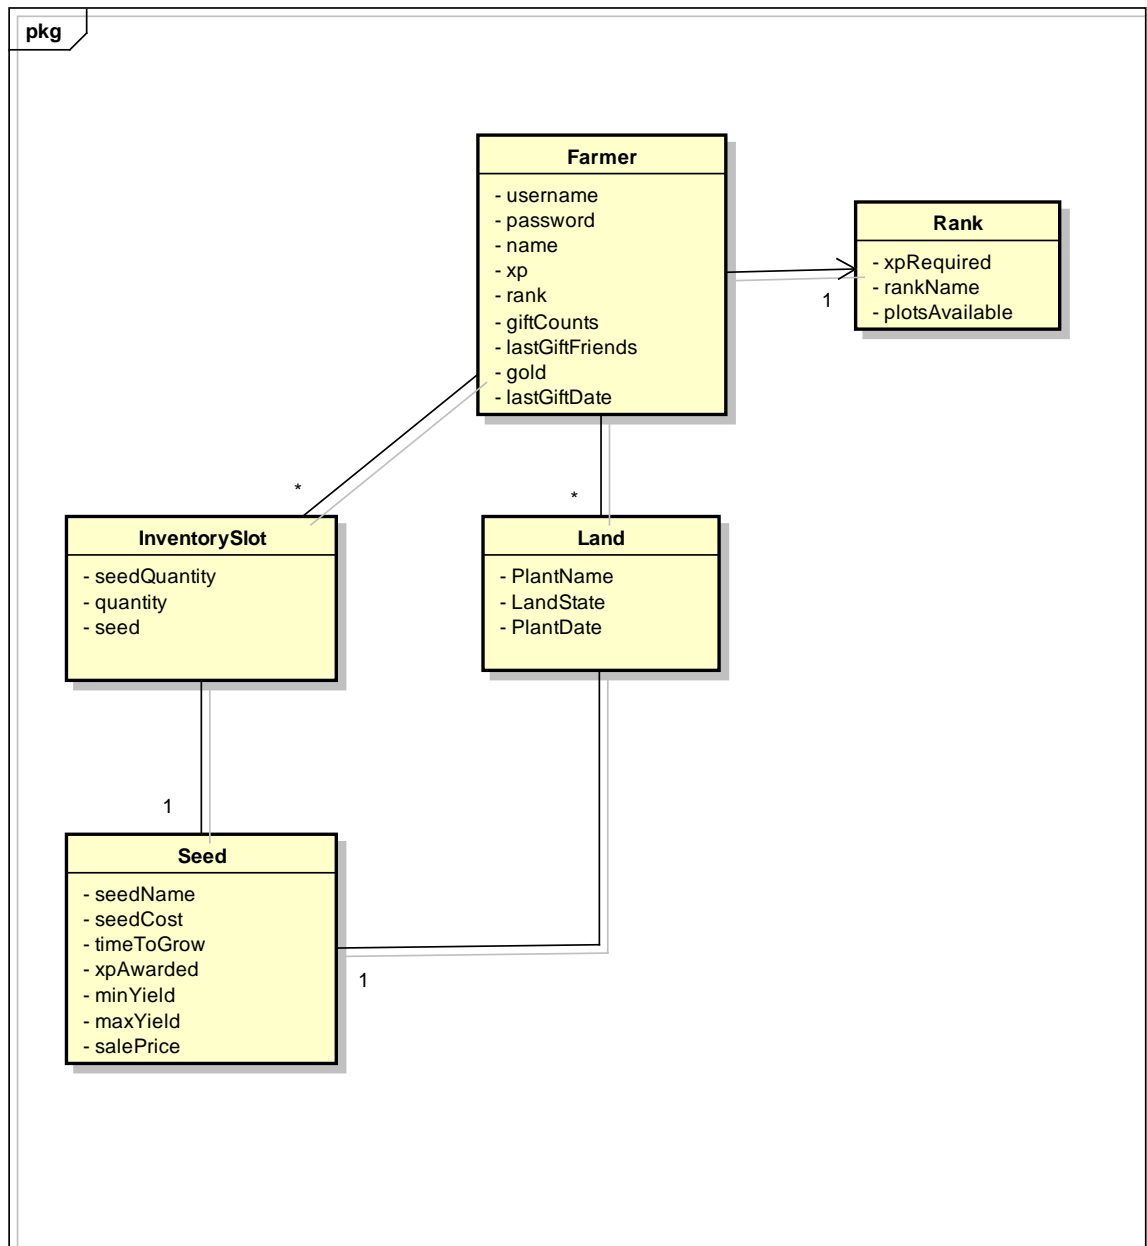 pkg
Farmer
- username
- password
- name
- xp
- rank
- giftCounts
- lastGiftFriends
- gold
- lastGiftDate
Rank
- xpRequired
- rankName
- plotsAvailable
1
*
*
InventorySlot
- seedQuantity
- quantity
- seed
Land
- PlantName
- LandState
- PlantDate
1
Seed
- seedName
- seedCost
- timeToGrow
- xpAwarded
- minYield
- maxYield
- salePrice
1